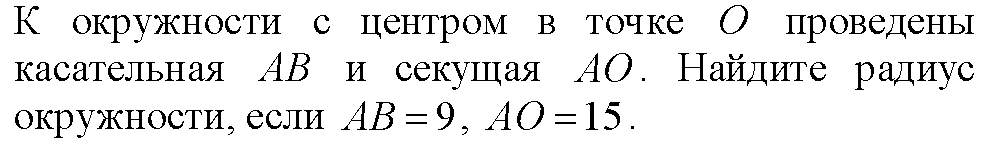 К окружности с центром в точке O проведены
касательная AB и секущая AO. Найдите радиус
окружности, если AB = 9, AO = 15.